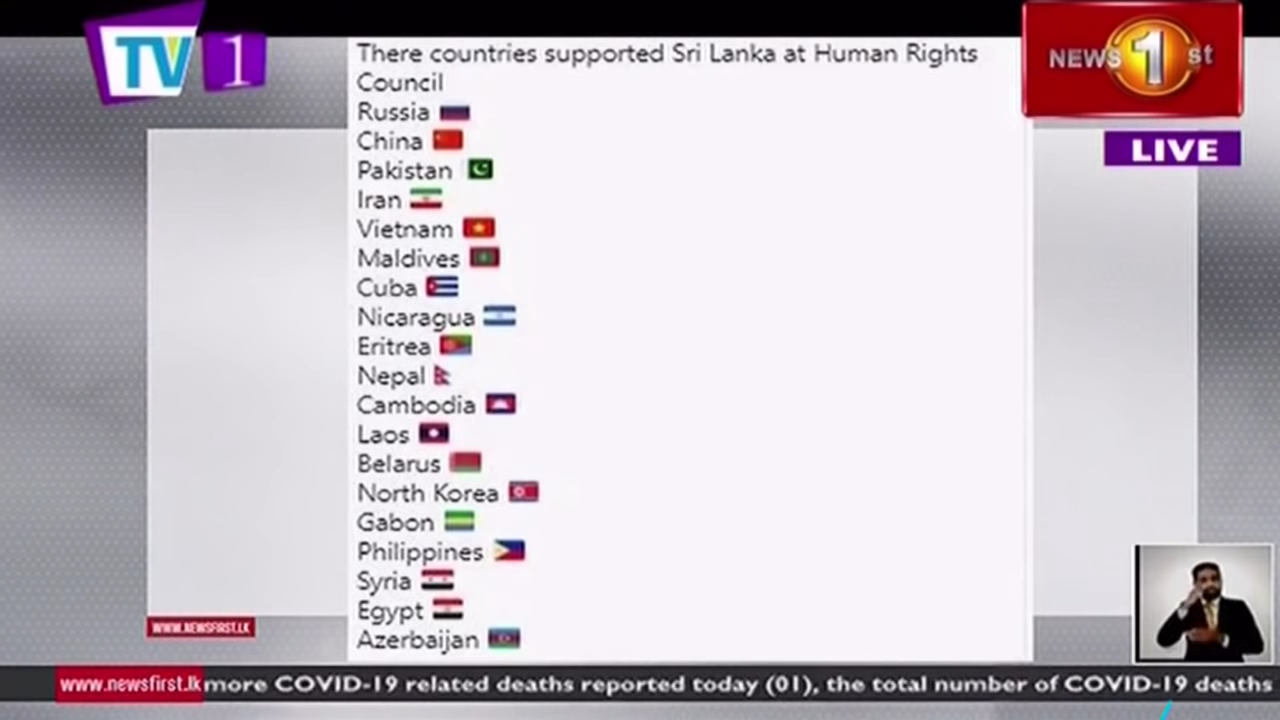 TV 1
NEWS 1st
LIVE
There countries supported Sri Lanka at Human Rights
Council
Russia
China
Pakistan
Iran
Vietnam
Maldives
Cuba
Nicaragua
Eritrea
Nepal
Cambodia
Laos
Belarus
North Korea
Gabon
Philippines
Syria
Egypt
Azerbaijan
WWW.NEWSFIRST.LK
www.newsfirst.lk more COVID-19 related deaths reported today (01), the total number of COVID-19 deaths